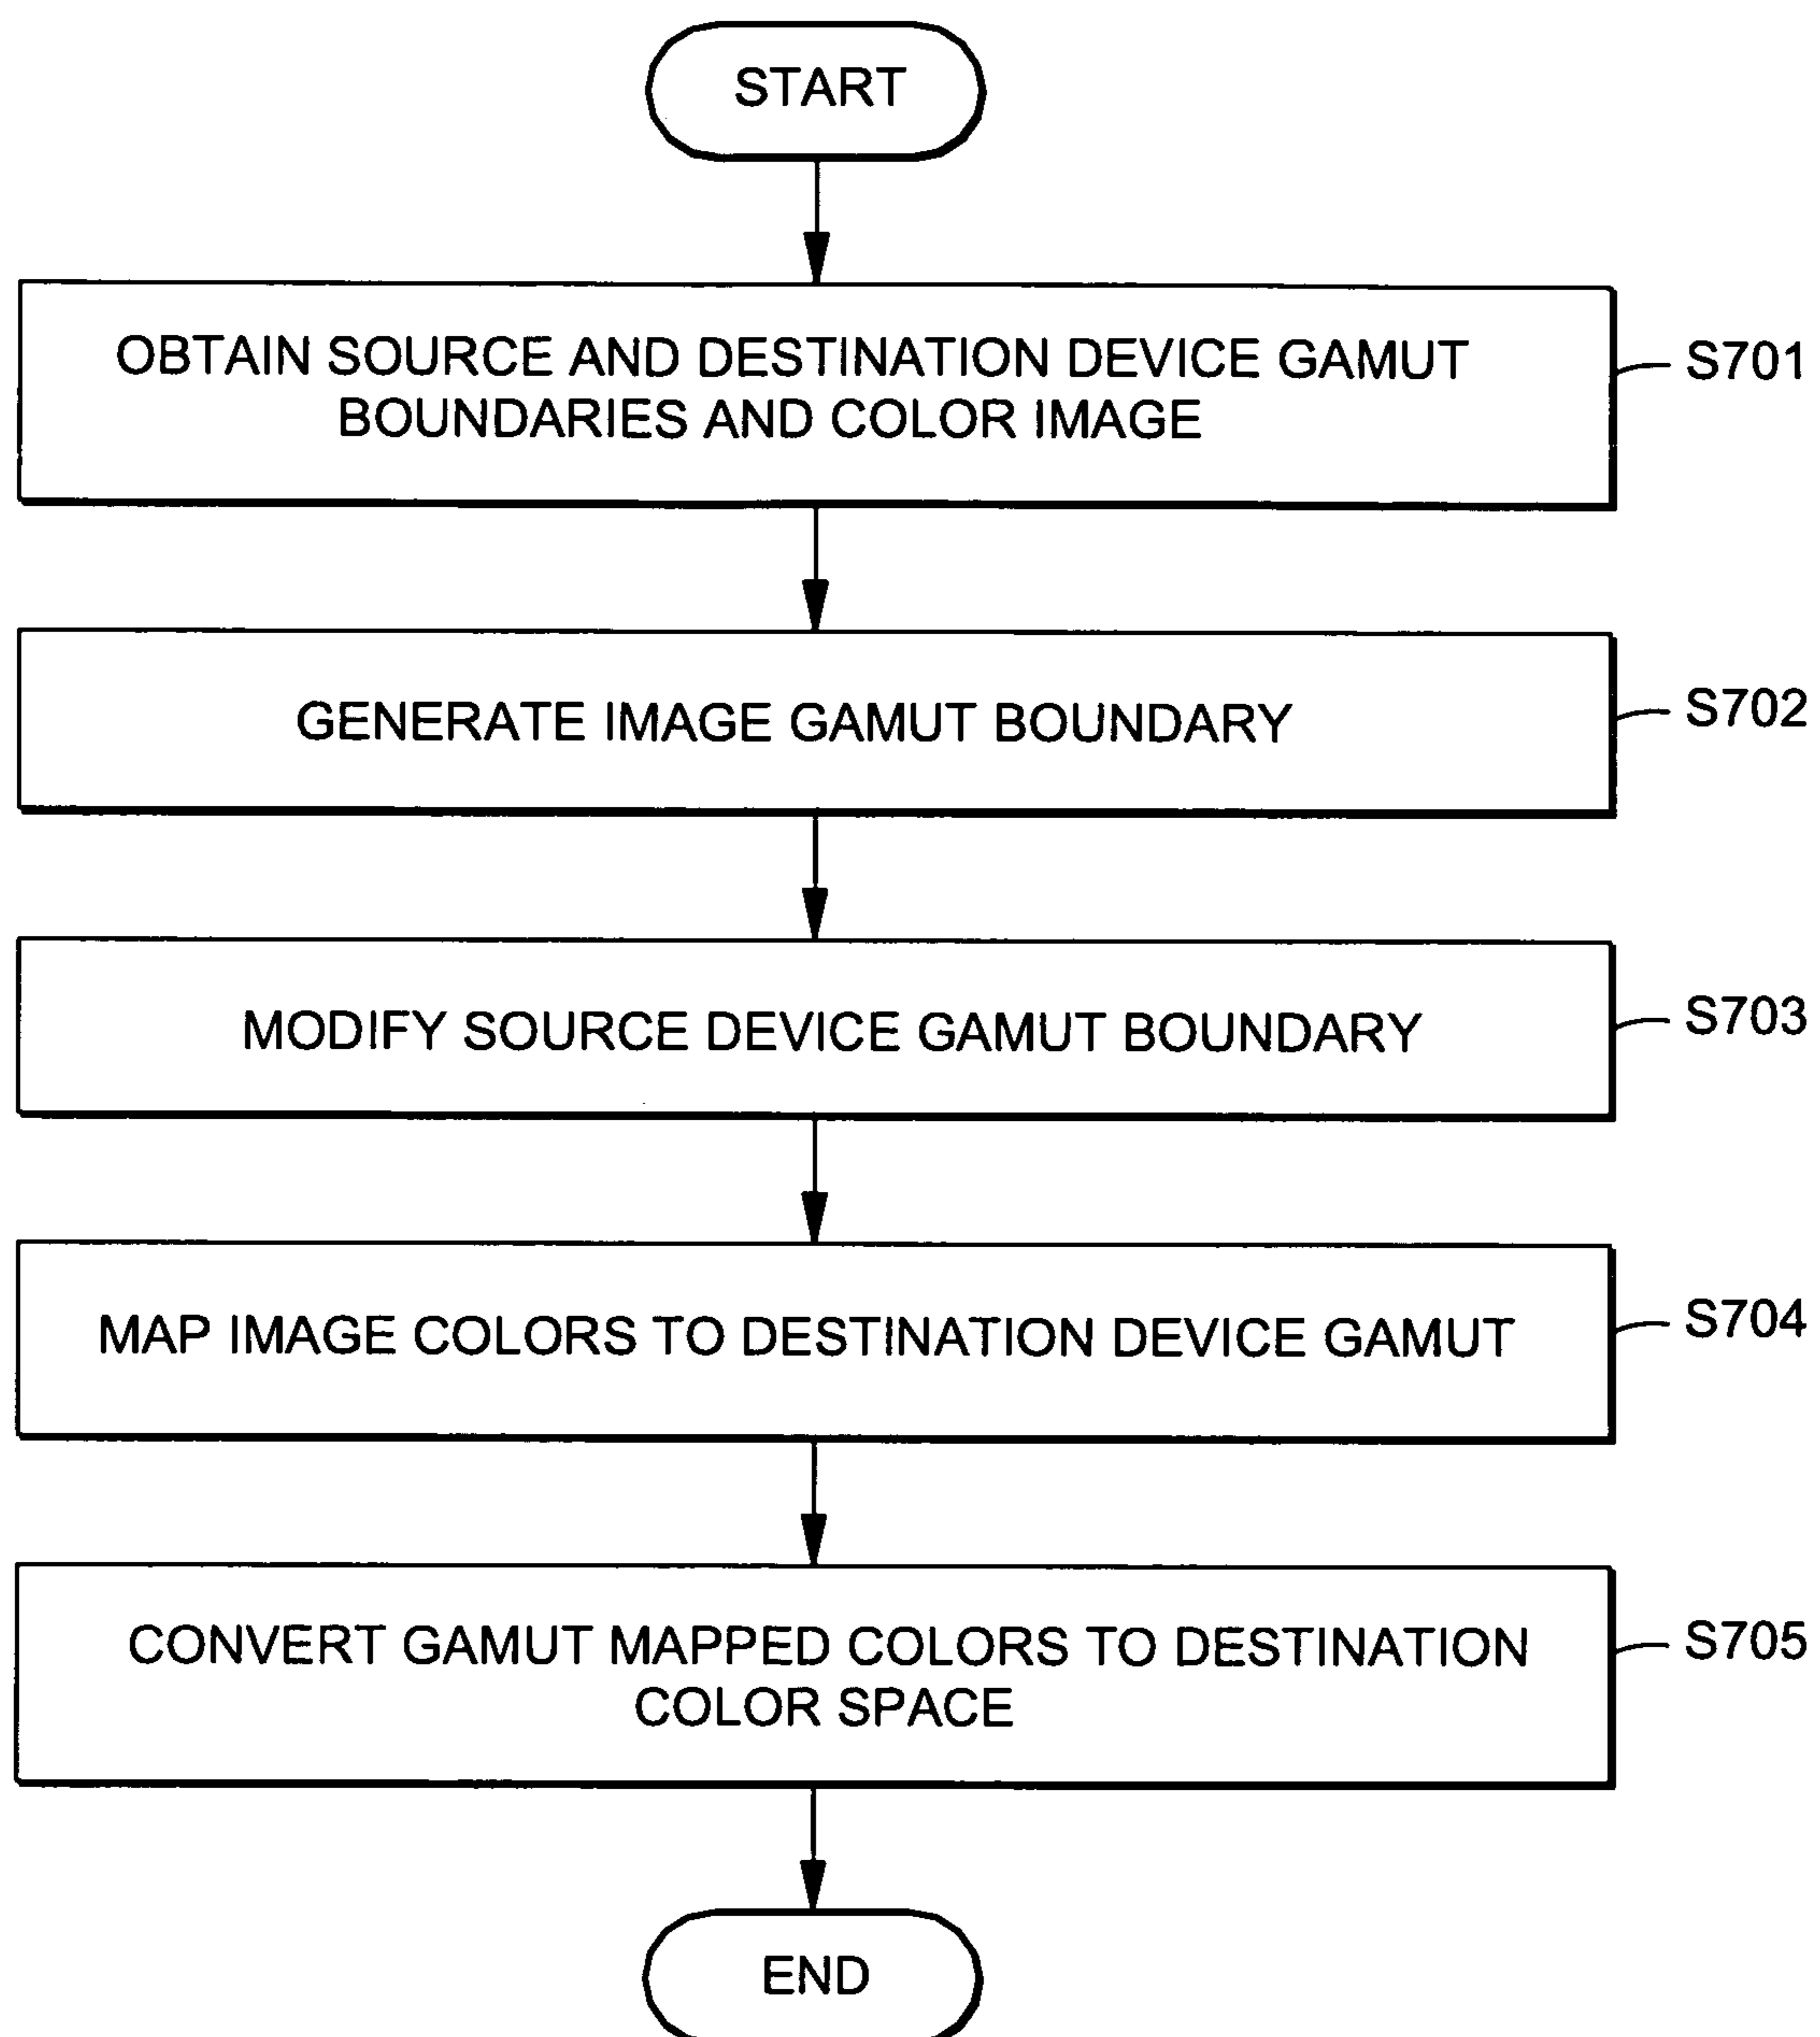 START
OBTAIN SOURCE AND DESTINATION DEVICE GAMUT
BOUNDARIES AND COLOR IMAGE
S701
GENERATE IMAGE GAMUT BOUNDARY
S702
MODIFY SOURCE DEVICE GAMUT BOUNDARY
S703
MAP IMAGE COLORS TO DESTINATION DEVICE GAMUT
S704
CONVERT GAMUT MAPPED COLORS TO DESTINATION
COLOR SPACE
S705
END